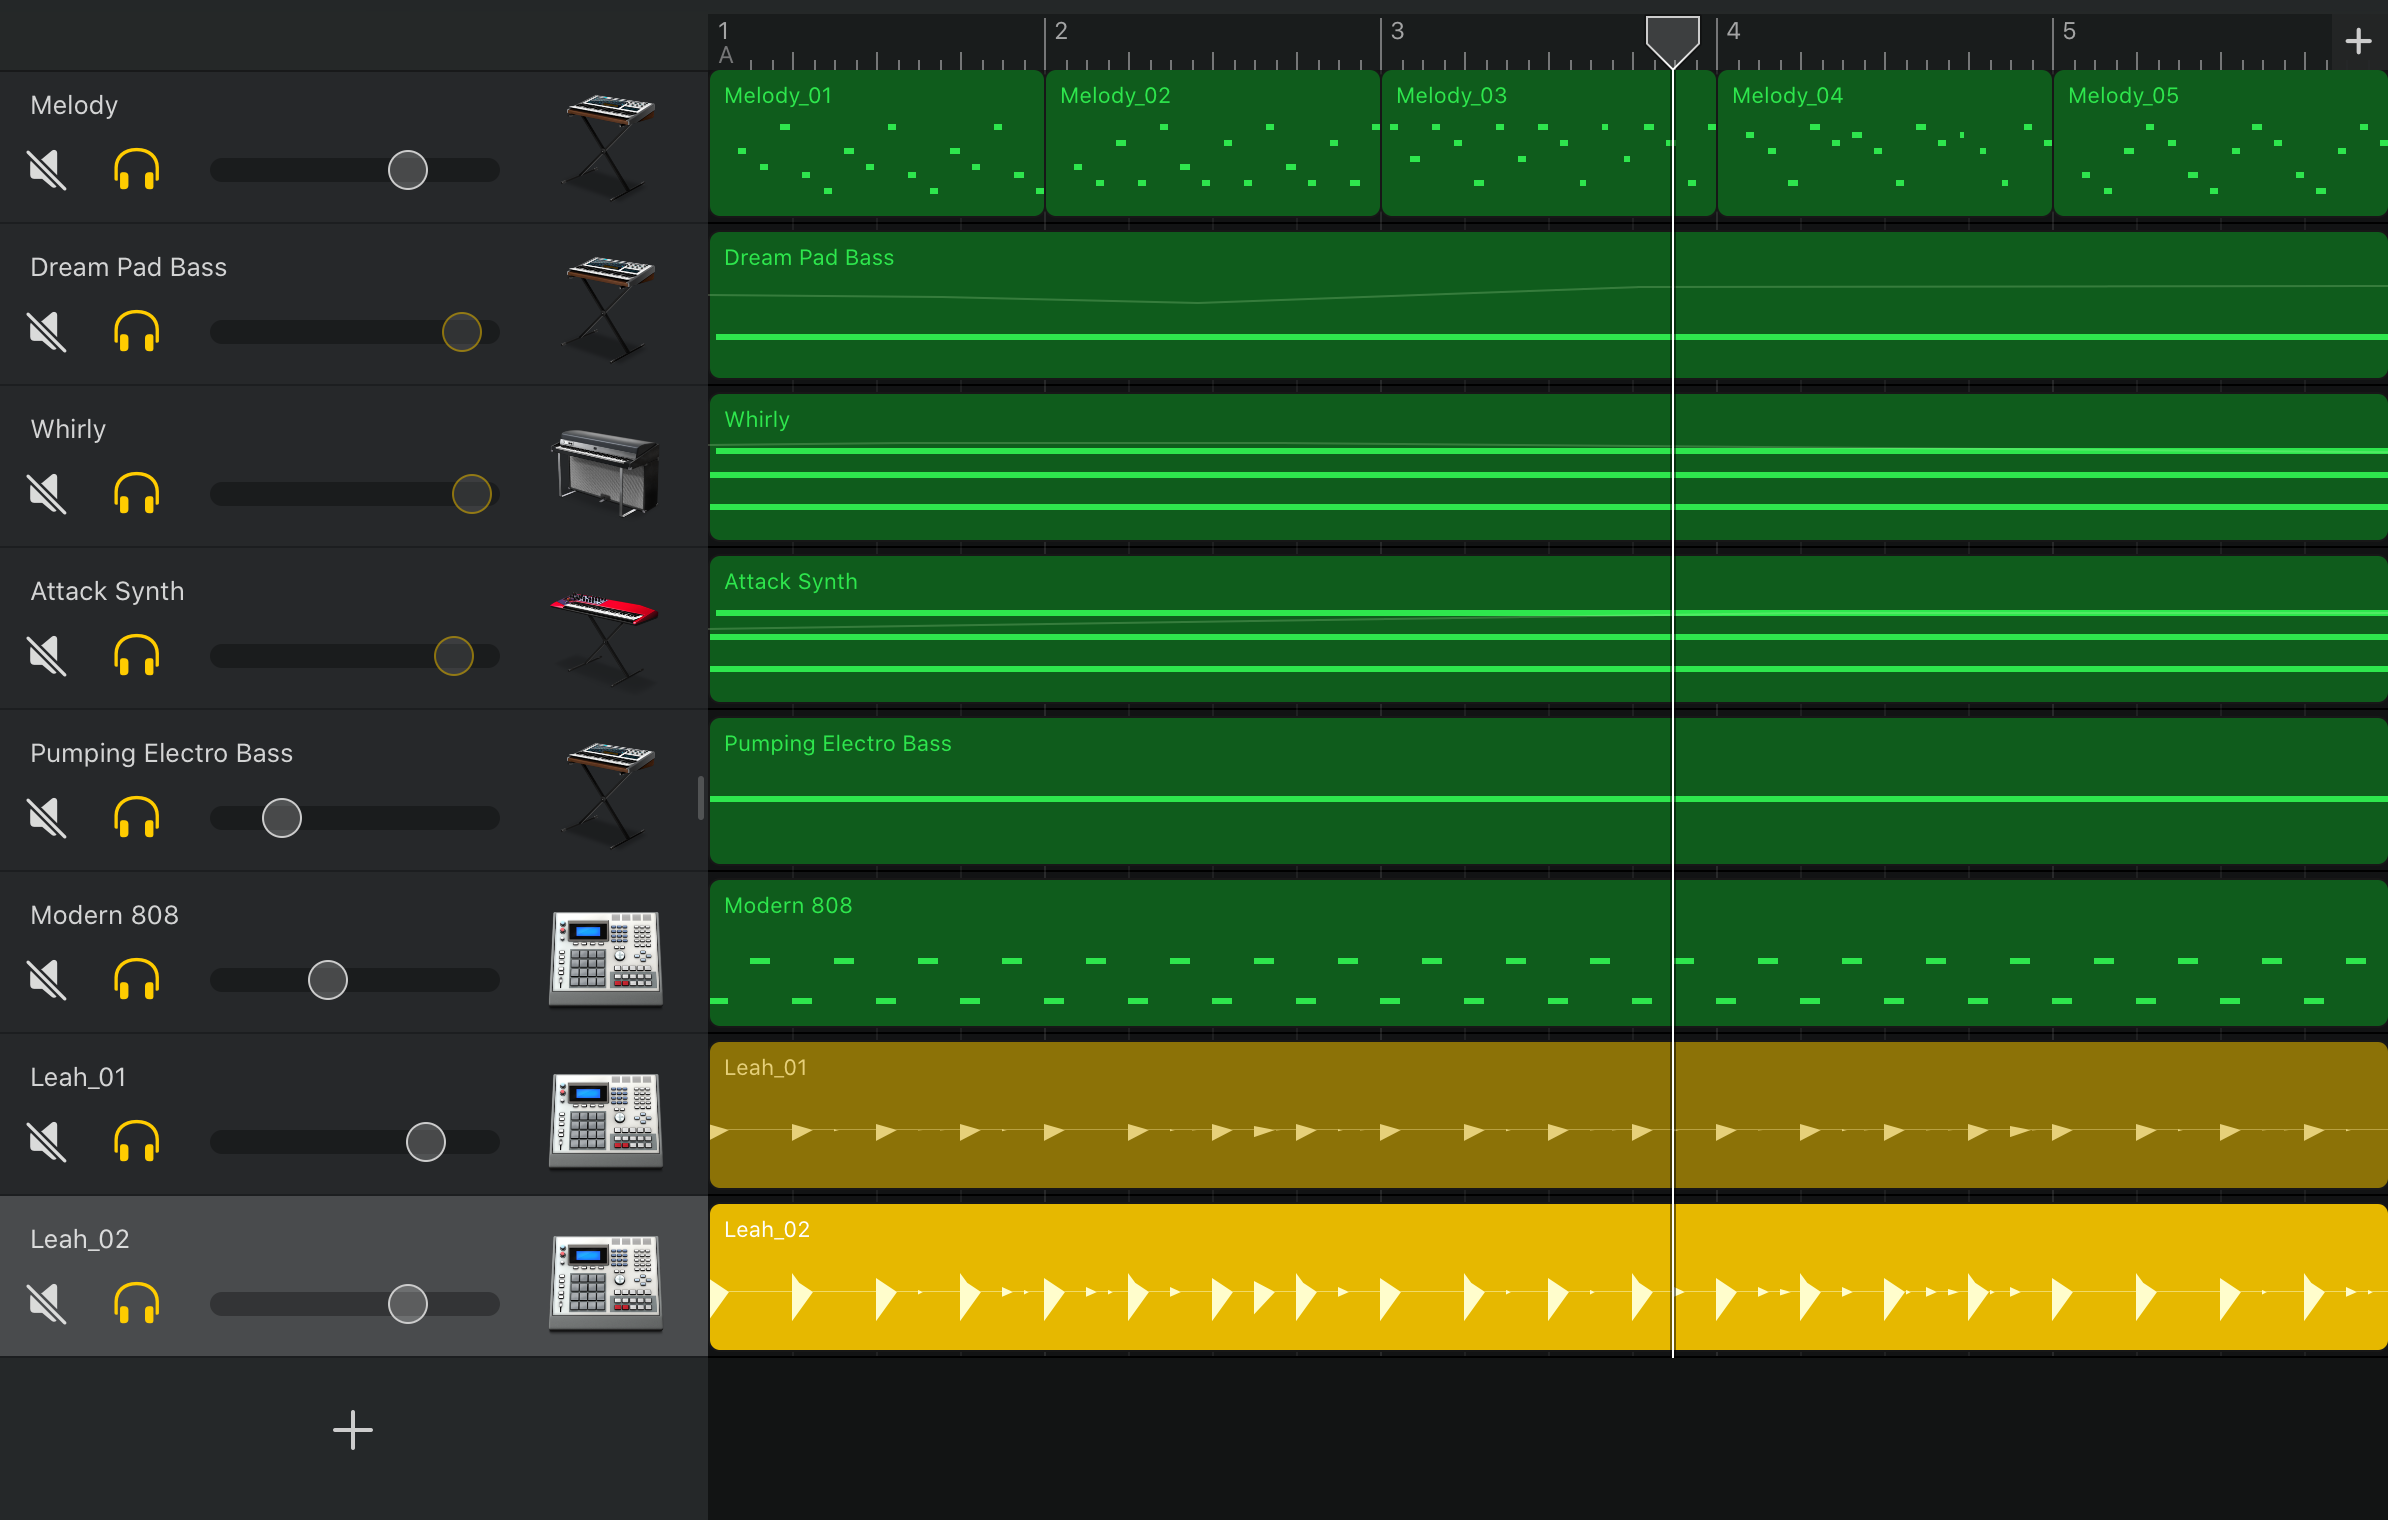 1 2 3 4 5
A
Melody
Melody_01 Melody_02 Melody_03 Melody_04 Melody_05
Dream Pad Bass
Dream Pad Bass
Whirly
Whirly
Attack Synth
Attack Synth
Pumping Electro Bass
Pumping Electro Bass
Modern 808
Modern 808
Leah_01
Leah_01
Leah_02
Leah_02